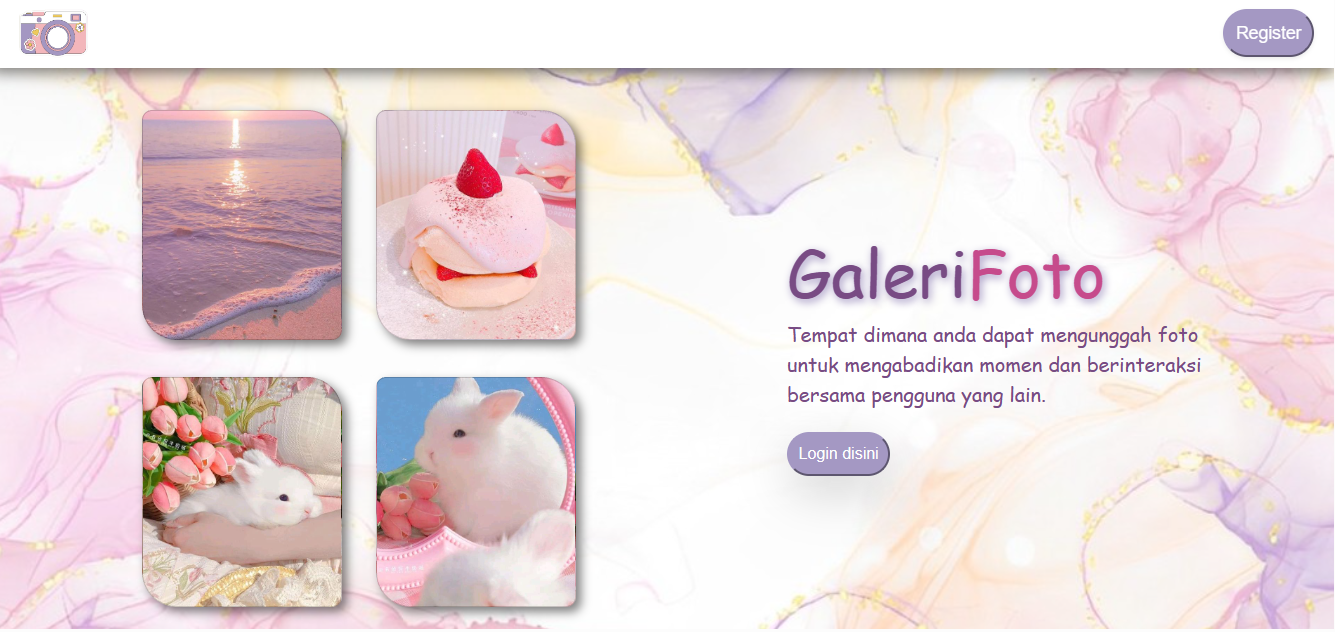 Register
GaleriFoto
Tempat dimana anda dapat mengunggah foto
untuk mengabadikan momen dan berinteraksi
bersama pengguna yang lain.
Login disini